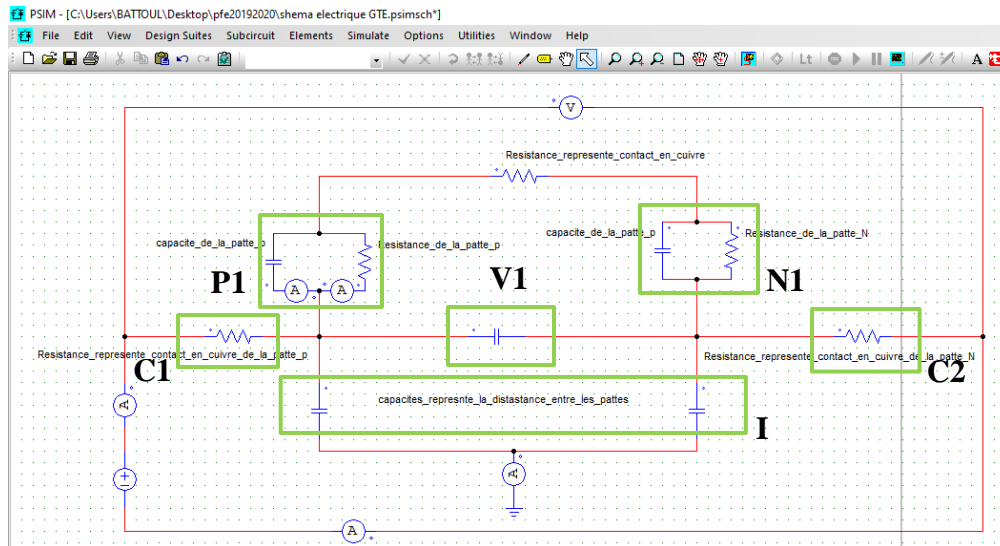 PSIM - [C:\Users\BATTOUL\Desktop\pfe20192020\shema electrique GTE.psimsch*]
File Edit View Design Suites Subcircuit Elements Simulate Options Utilities Window Help
Lt A
V
Resistance_represente_contact_en_cuivre
capacite_de_la_patte_p
Resistance_de_la_patte_p
capacite_de_la_patte_p
Resistance_de_la_patte_N
P1
A A
V1
N1
Resistance_represente_contact_en_cuivre_de_la_patte_p
Resistance_represente_contact_en_cuivre_de_la_patte_N
C1
C2
A
capacites_represnte_la_distastance_entre_les_pattes
I
A
A